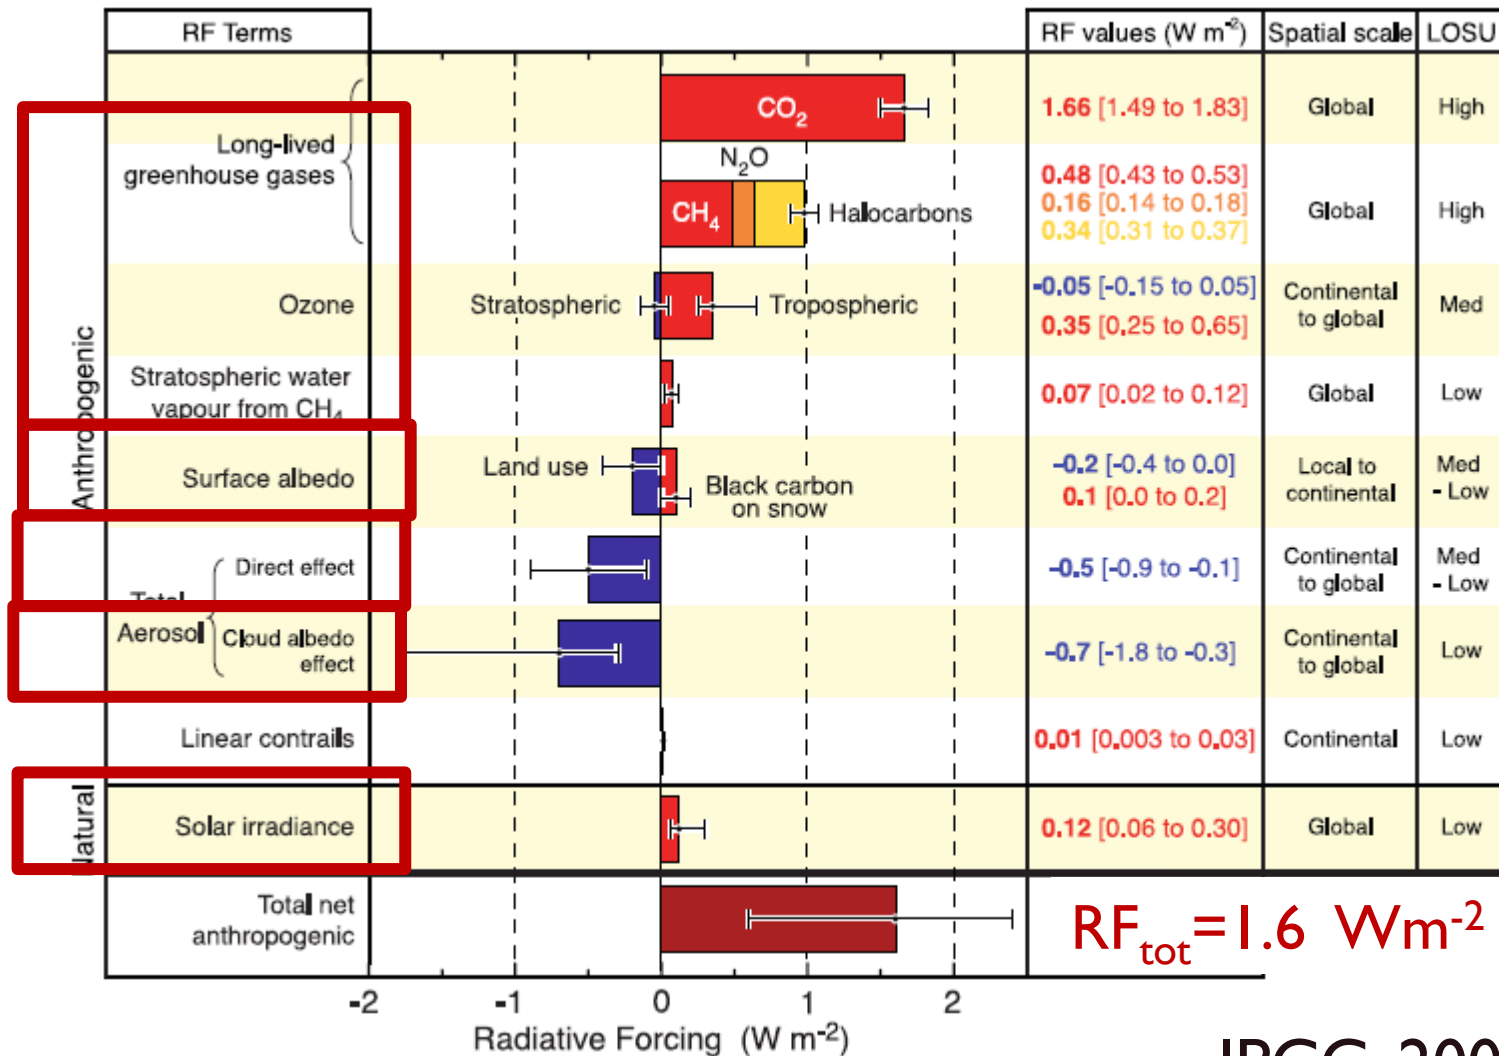 RF Terms
RF values (W m-2)
Spatial scale
LOSU
Anthropogenic
Long-lived
greenhouse gases
CO2
1.66 [1.49 to 1.83]
Global
High
N2O
CH4
Halocarbons
0.48 [0.43 to 0.53]
0.16 [0.14 to 0.18]
0.34 [0.31 to 0.37]
Global
High
Ozone
Stratospheric
Tropospheric
-0.05 [-0.15 to 0.05]
0.35 [0.25 to 0.65]
Continental
to global
Med
Stratospheric water
vapour from CH4
0.07 [0.02 to 0.12]
Global
Low
Surface albedo
Land use
Black carbon
on snow
-0.2 [-0.4 to 0.0]
0.1 [0.0 to 0.2]
Local to
continental
Med
- Low
Total
Aerosol
Direct effect
-0.5 [-0.9 to -0.1]
Continental
to global
Med
- Low
Cloud albedo
effect
-0.7 [-1.8 to -0.3]
Continental
to global
Low
Linear contrails
0.01 [0.003 to 0.03]
Continental
Low
Natural
Solar irradiance
0.12 [0.06 to 0.30]
Global
Low
Total net
anthropogenic
RFtot=1.6 Wm-2
-2 -1 0 1 2
Radiative Forcing (W m-2)